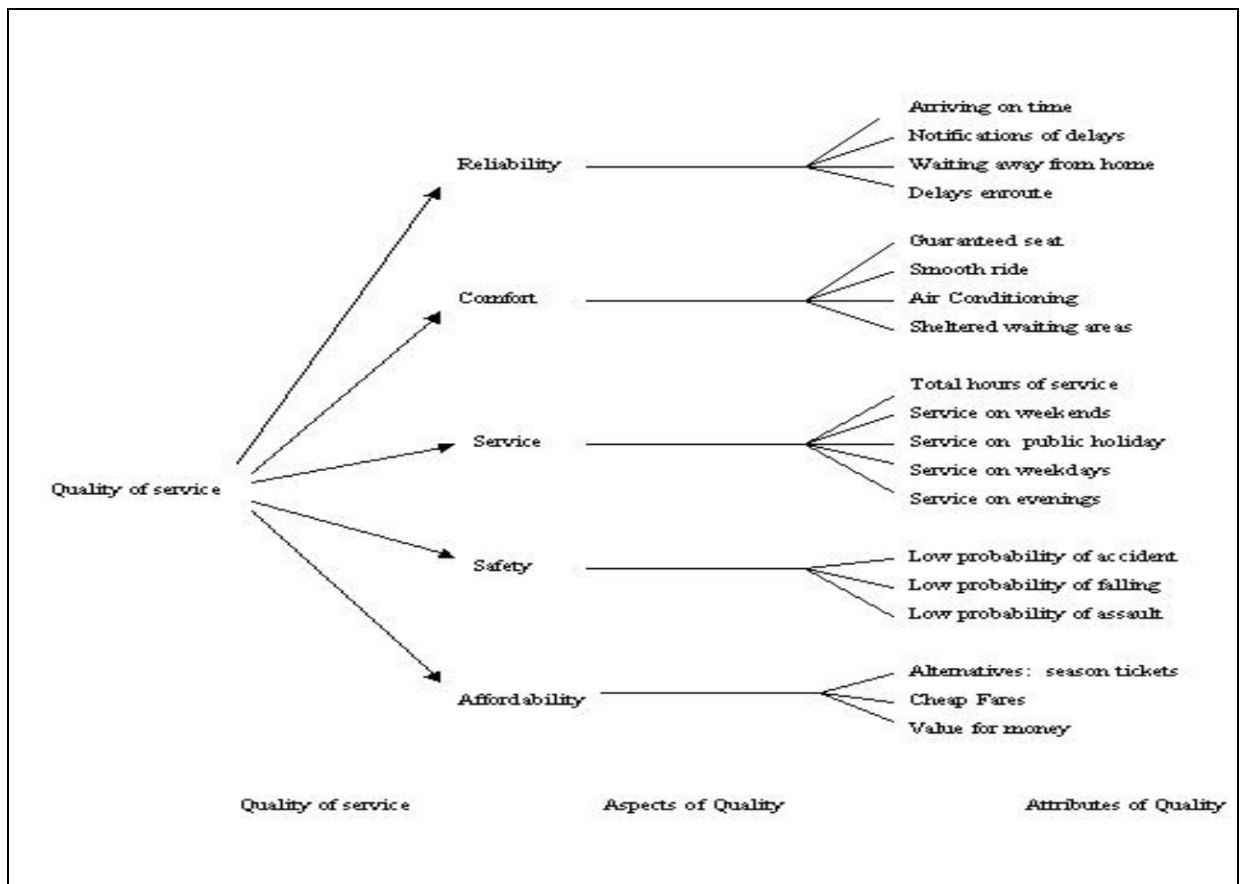 Arriving on time
Notifications of delays
Reliability
Waiting away from home
Delays enroute
Guaranteed seat
Smooth ride
Comfort
Air Conditioning
Sheltered waiting areas
Total hours of service
Service on weekends
Service
Service on public holiday
Service on weekdays
Quality of service
Service on evenings
Low probability of accident
Safety
Low probability of falling
Low probability of assault
Alternatives: season tickets
Affordability
Cheap Fares
Value for money
Quality of service
Aspects of Quality
Attributes of Quality